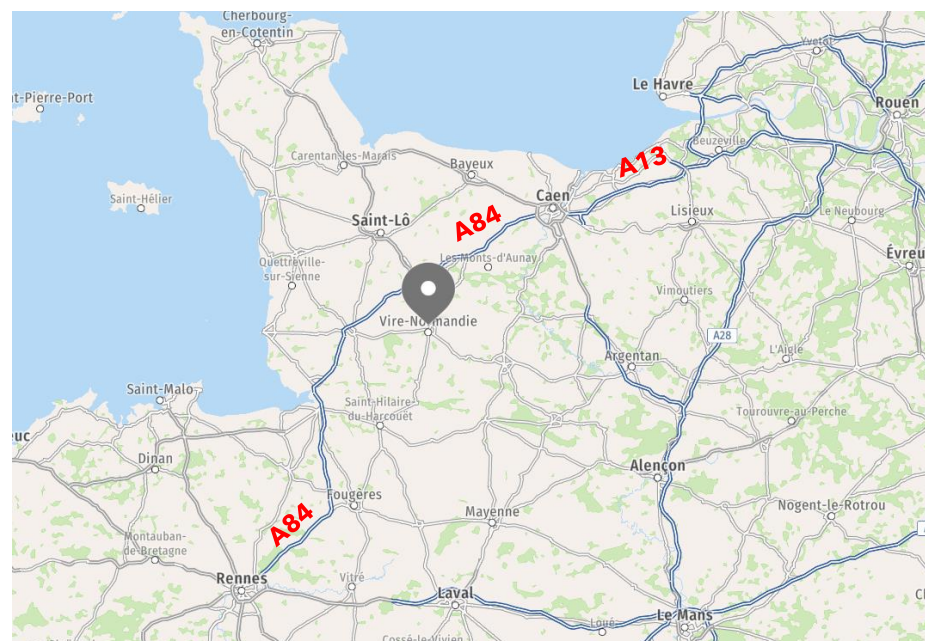 Cherbourg-
en-Cotentin
Yvetot
Le Havre
nt-Pierre-Port
Rouen
Beuzeville
Carentan-les-Marais
Bayeux
A13
Saint-Hélier
Caen
Lisieux
Le Neubourg
Saint-Lô
A84
Évreu
Les Monts-d'Aunay
Quettreville-
sur-Sienne
Vimoutiers
Vire-Normandie
A28
L'Aigle
Argentan
Saint-Malo
Saint-Hilaire-
du-Harcouët
Tourouvre-au-Perche
euc
Dinan
Alençon
Fougères
Nogent-le-Rotrou
Mayenne
A84
Montauban-
de-Bretagne
Rennes
Vitré
Laval
Le Mans
Loué
Cossé-le-Vivien